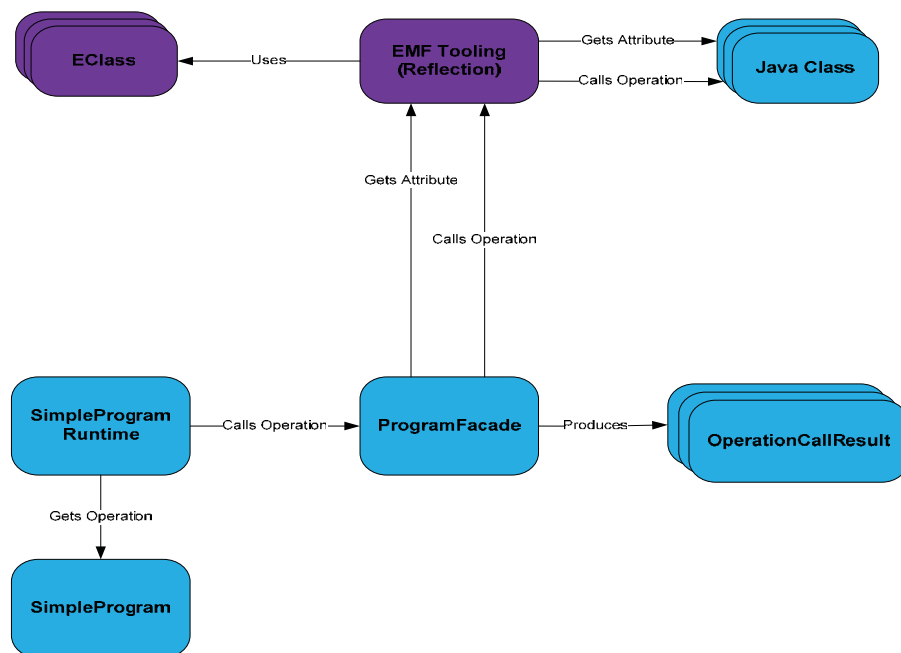 EClass
Uses
EMF Tooling
(Reflection)
Gets Attribute
Calls Operation
Java Class
Gets Attribute
Calls Operation
SimpleProgram
Runtime
Calls Operation
ProgramFacade
Produces
OperationCallResult
Gets Operation
SimpleProgram